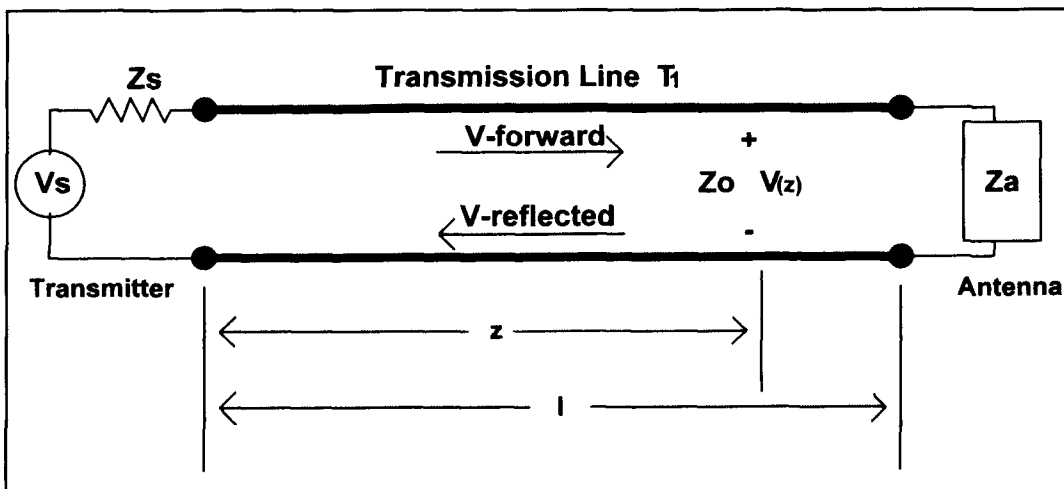 Zs
Transmission Line T1
V-forward
+
Vs
Zo V(z)
Za
V-reflected
-
Transmitter
Antenna
z
l